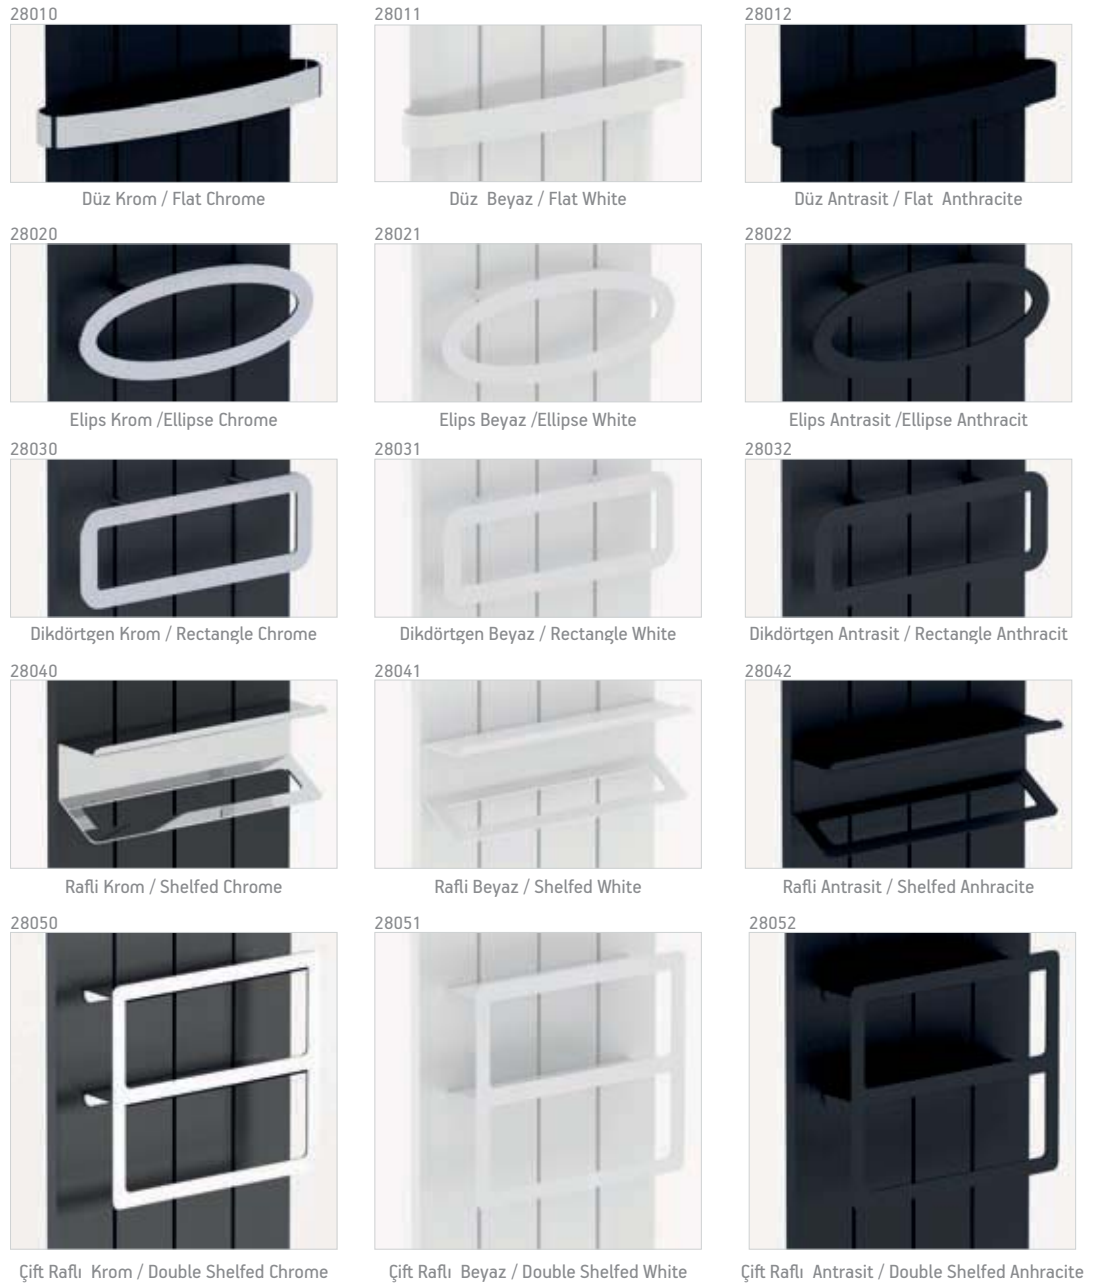 28010
28011
28012
Düz Krom / Flat Chrome
Düz Beyaz / Flat White
Düz Antrasit / Flat Anthracite
28020
28021
28022
Elips Krom /Ellipse Chrome
Elips Beyaz /Ellipse White
Elips Antrasit /Ellipse Anthracit
28030
28031
28032
Dikdörtgen Krom / Rectangle Chrome
Dikdörtgen Beyaz / Rectangle White
Dikdörtgen Antrasit / Rectangle Anthracit
28040
28041
28042
Rafli Krom / Shelfed Chrome
Rafli Beyaz / Shelfed White
Rafli Antrasit / Shelfed Anhracite
28050
28051
28052
Çift Raflı Krom / Double Shelfed Chrome
Çift Raflı Beyaz / Double Shelfed White
Çift Raflı Antrasit / Double Shelfed Anhracite